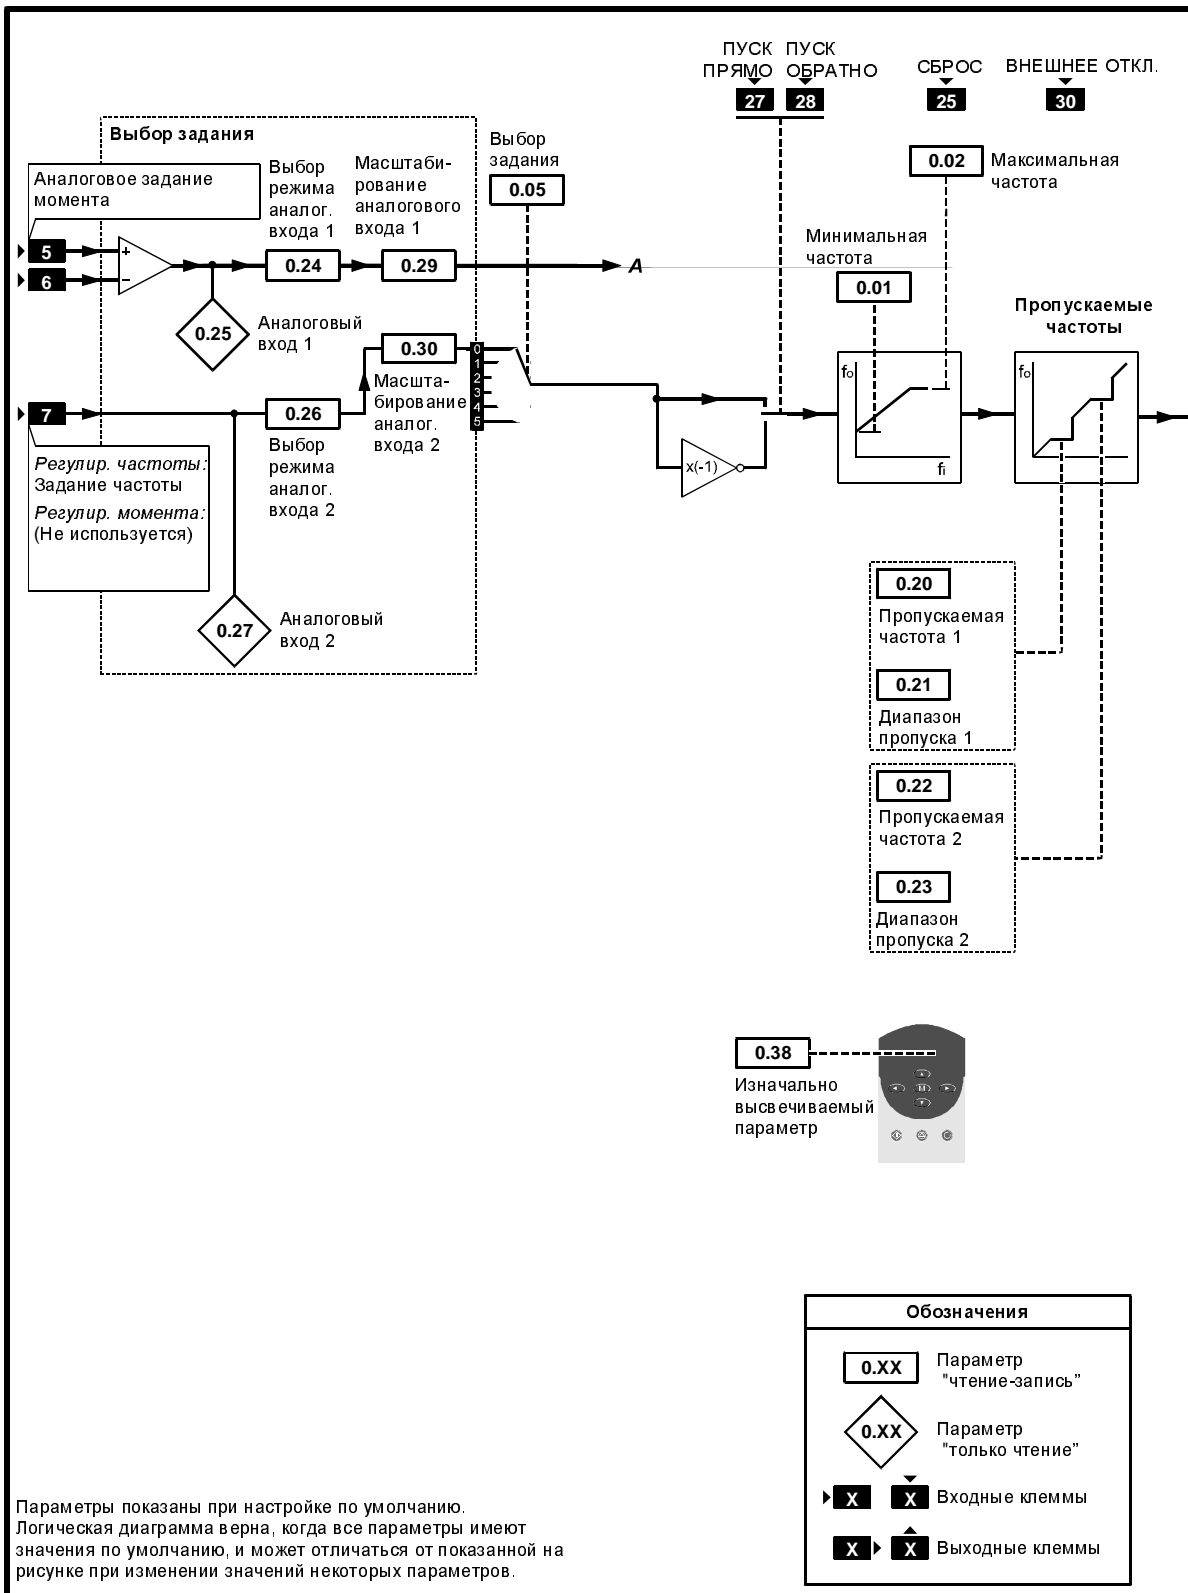 ПУСК ПРЯМО
ПУСК ОБРАТНО
СБРОС
ВНЕШНЕЕ ОТКЛ.
27
28
25
30
Выбор задания
Аналоговое задание
момента
5
6
+
−
0.25
Аналоговый
вход 1
Выбор
режима
аналог.
входа 1
0.24
Масштаби-
рование
аналогового
входа 1
0.29
A
Выбор
задания
0.05
7
Регулир. частоты:
Задание частоты
Регулир. момента:
(Не используется)
0.26
Выбор
режима
аналог.
входа 2
0.30
Масшта-
бирование
аналог.
входа 2
0
1
2
3
4
5
0.27
Аналоговый
вход 2
x(-1)
0.02
Максимальная
частота
Минимальная
частота
0.01
fo
fi
Пропускаемые
частоты
fo
fi
0.20
Пропускаемая
частота 1
0.21
Диапазон
пропуска 1
0.22
Пропускаемая
частота 2
0.23
Диапазон
пропуска 2
0.38
Изначально
высвечиваемый
параметр
M
Обозначения
0.XX
Параметр
"чтение-запись"
0.XX
Параметр
"только чтение"
X
X
Входные клеммы
X
X
Выходные клеммы
Параметры показаны при настройке по умолчанию.
Логическая диаграмма верна, когда все параметры имеют
значения по умолчанию, и может отличаться от показанной на
рисунке при изменении значений некоторых параметров.